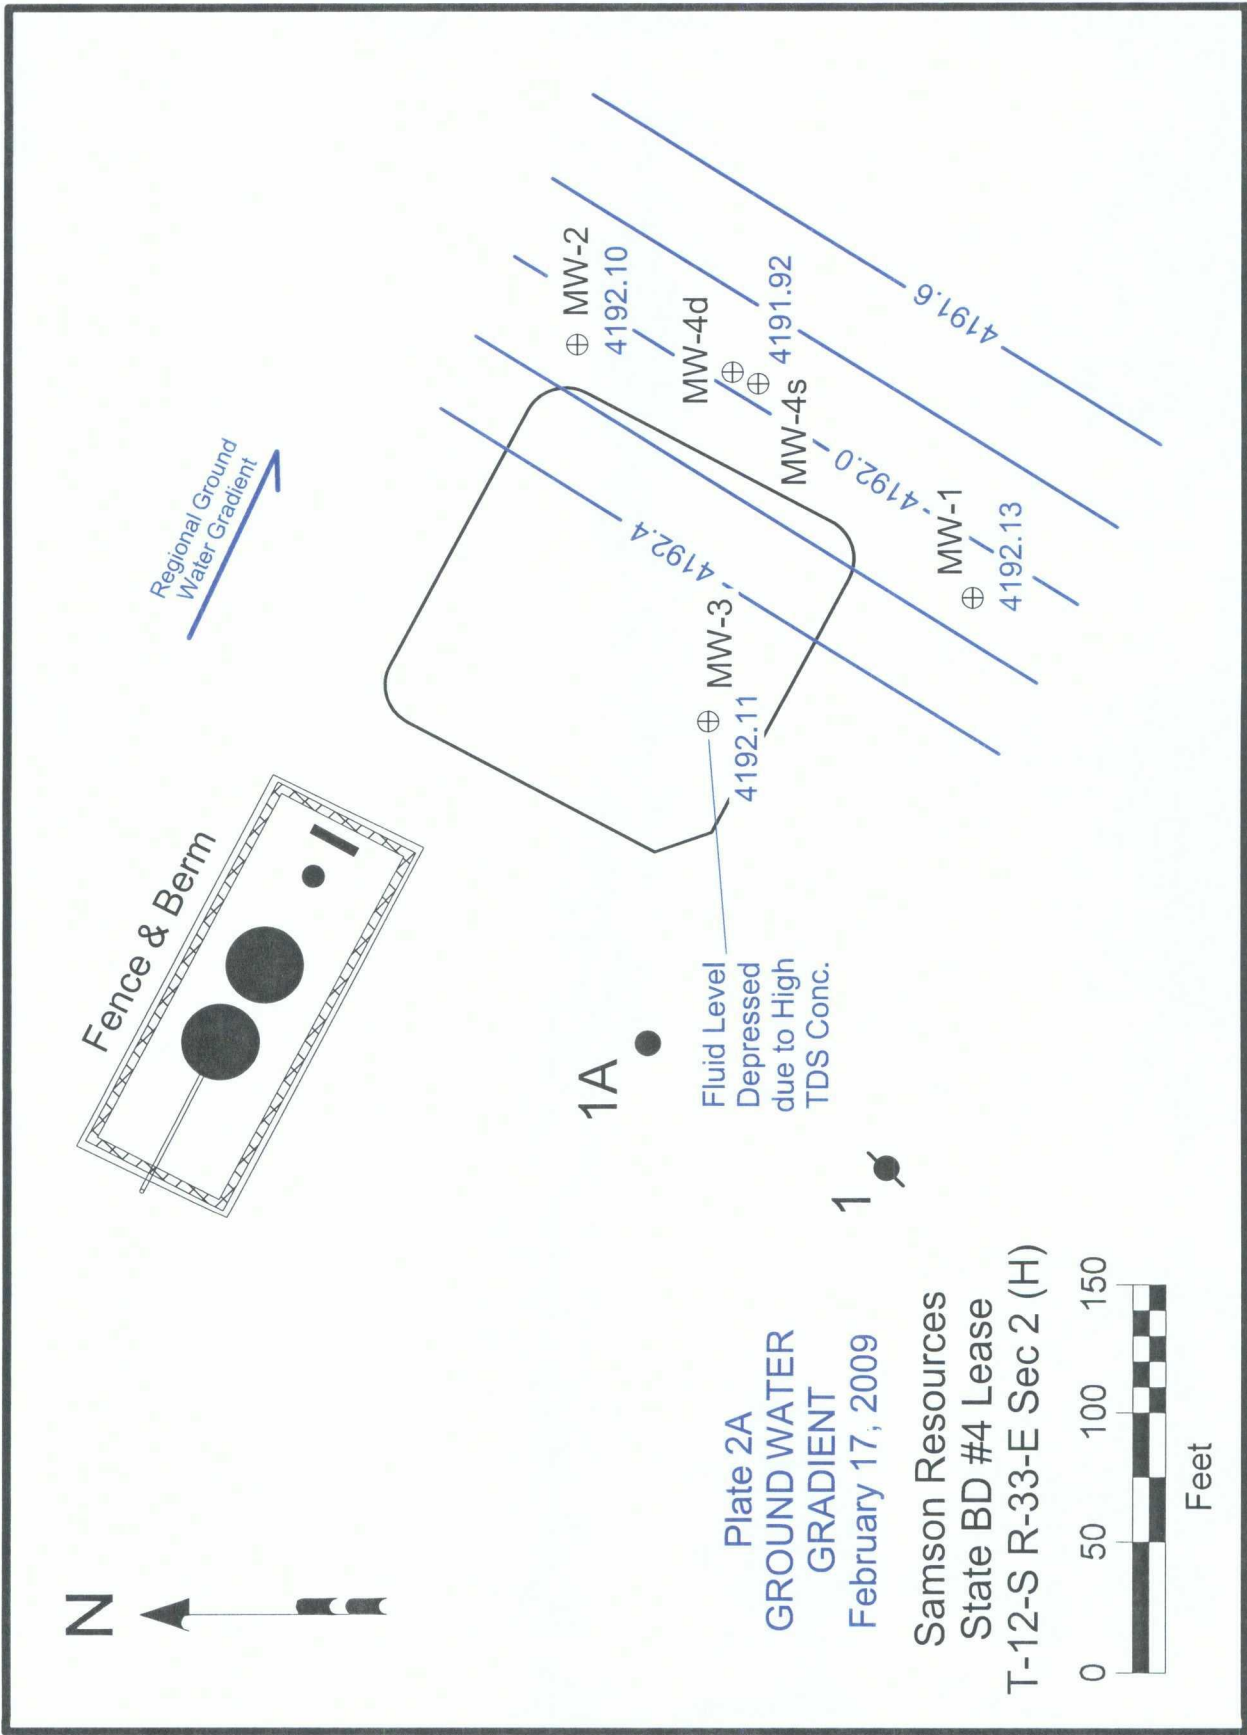 N
Fence & Berm
Regional Ground
Water Gradient
MW-2
4192.10
MW-4d
4191.92
MW-4s
MW-3
4192.11
MW-1
4192.13
4192.4
4192.0
4191.6
1A
1
Fluid Level
Depressed
due to High
TDS Conc.
Plate 2A
GROUND WATER
GRADIENT
February 17, 2009
Samson Resources
State BD #4 Lease
T-12-S R-33-E Sec 2 (H)
0 50 100 150
Feet